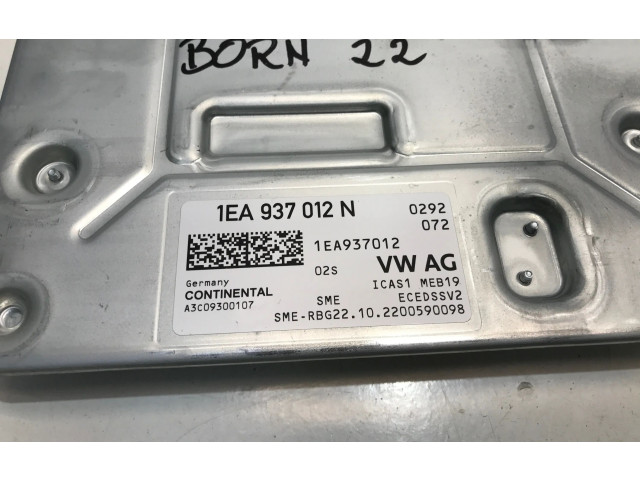 BORN 22
1EA 937 012 N 0292
072
1EA937012
02S VW AG
Germany ICAS1 MEB19
CONTINENTAL SME ECEDSSV2
A3C09300107 SME-RBG22.10.2200590098